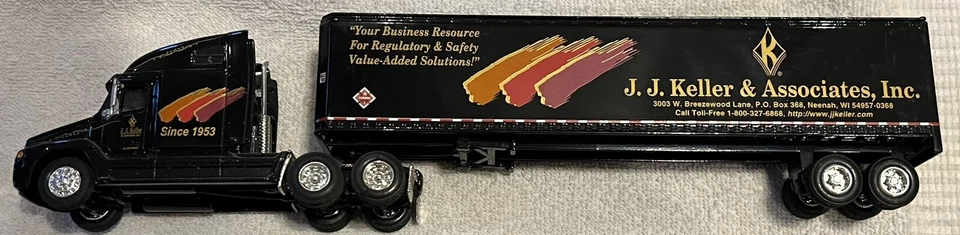 "Your Business Resource
For Regulatory & Safety
Value-Added Solutions!"
K
®
J. J. Keller & Associates, Inc.
3003 W. Breezewood Lane, P.O. Box 368, Neenah, WI 54957-0368
Call Toll-Free 1-800-327-6868, http://www.jjkeller.com
J. J. Keller
Since 1953